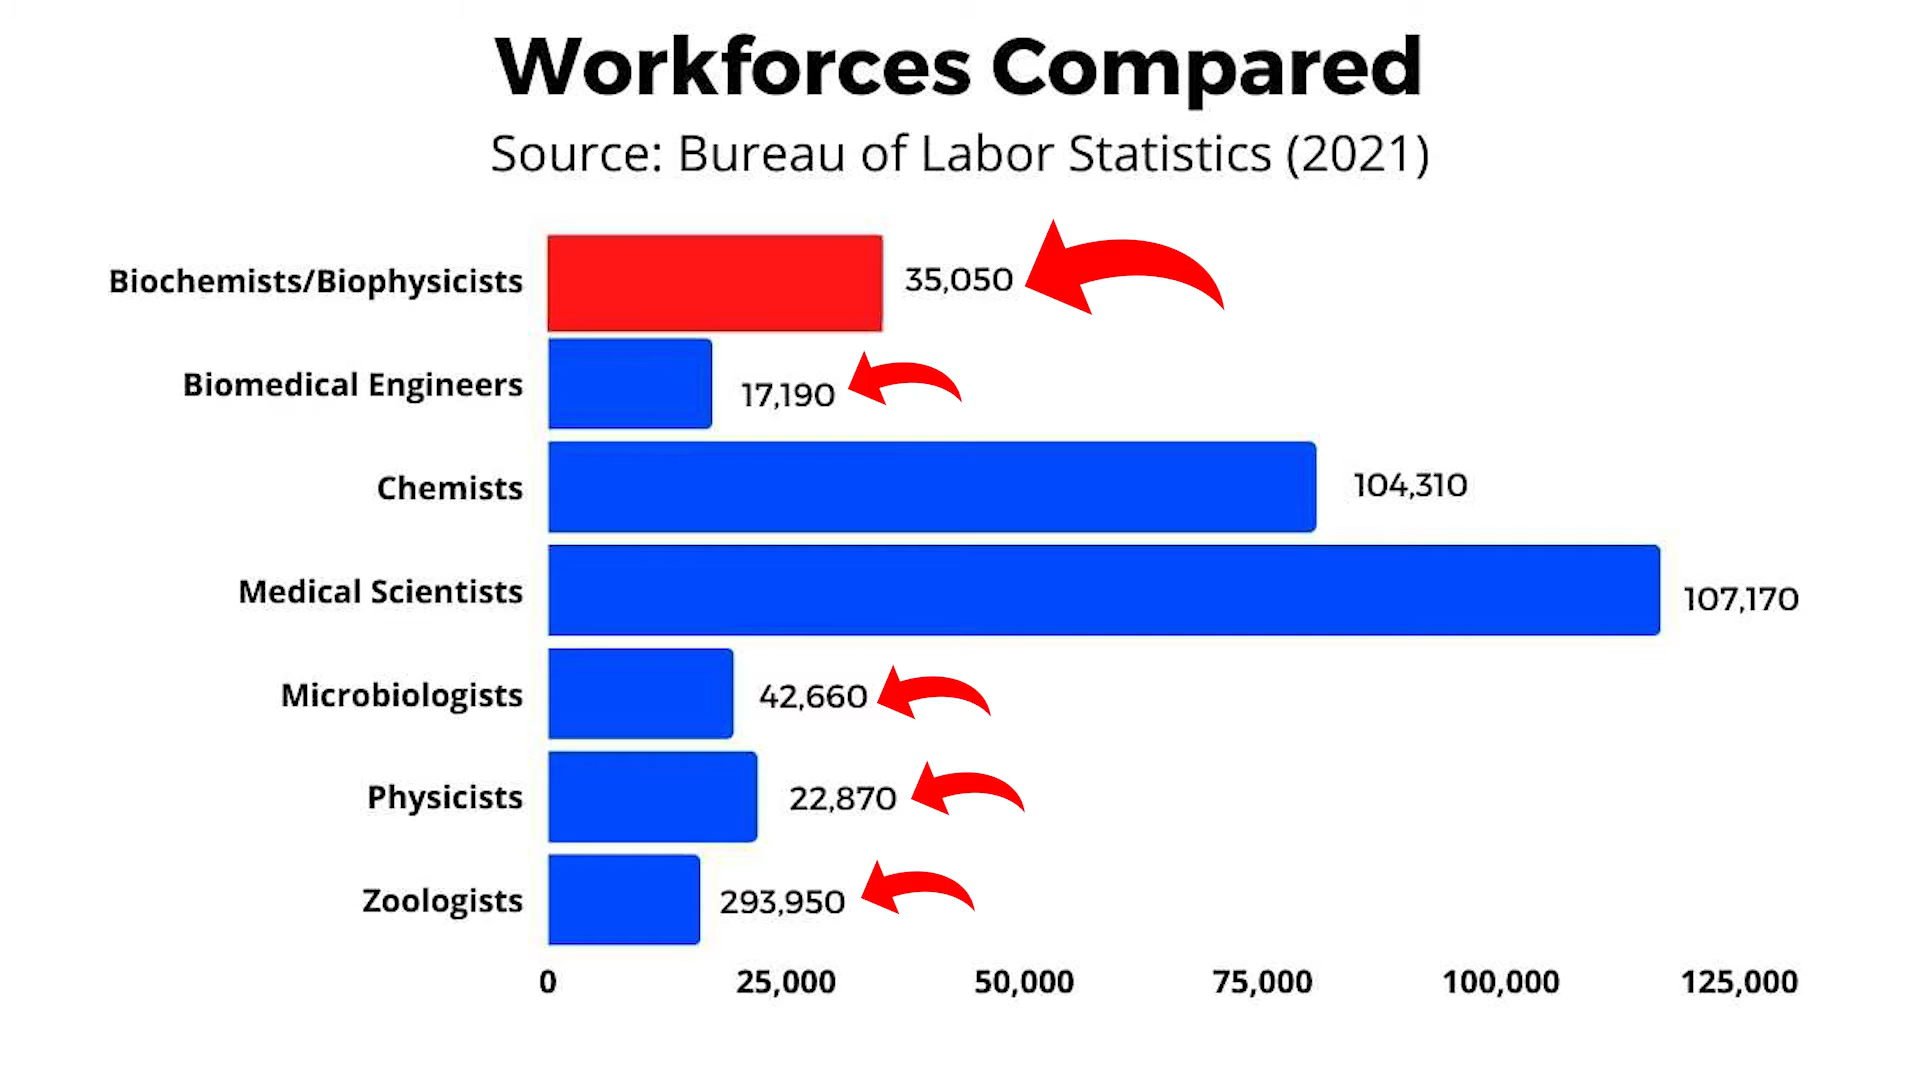 Workforces Compared
Source: Bureau of Labor Statistics (2021)
Biochemists/Biophysicists 35,050
Biomedical Engineers 17,190
Chemists 104,310
Medical Scientists 107,170
Microbiologists 42,660
Physicists 22,870
Zoologists 293,950
0 25,000 50,000 75,000 100,000 125,000